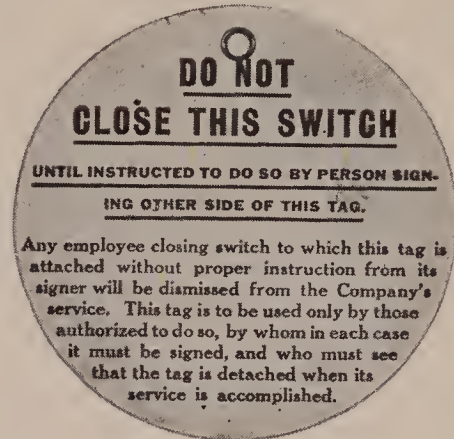 DO NOT
CLOSE THIS SWITCH
UNTIL INSTRUCTED TO DO SO BY PERSON SIGN-
ING OTHER SIDE OF THIS TAG.
Any employee closing switch to which this tag is
attached without proper instruction from its
signer will be dismissed from the Company's
service. This tag is to be used only by those
authorized to do so, by whom in each case
it must be signed, and who must see
that the tag is detached when its
service is accomplished.